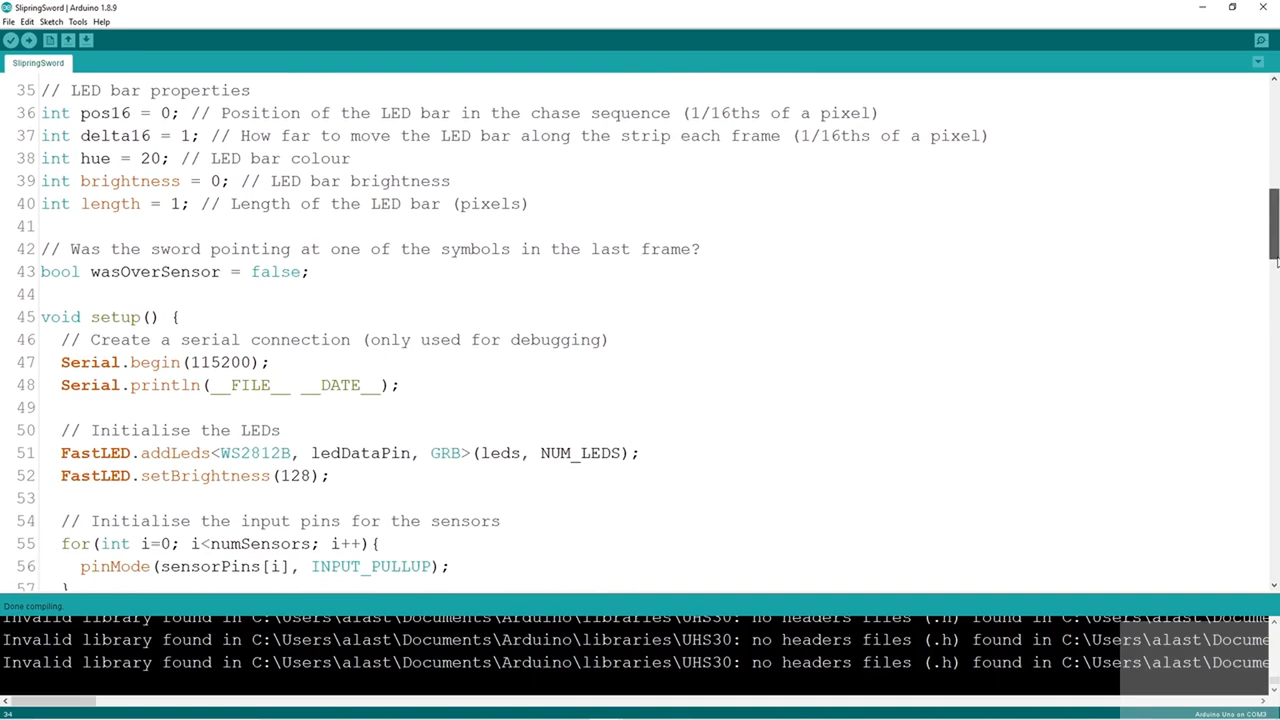 SlipringSword | Arduino 1.8.9
File Edit Sketch Tools Help
SlipringSword
35 // LED bar properties
36 int pos16 = 0; // Position of the LED bar in the chase sequence (1/16ths of a pixel)
37 int delta16 = 1; // How far to move the LED bar along the strip each frame (1/16ths of a pixel)
38 int hue = 20; // LED bar colour
39 int brightness = 0; // LED bar brightness
40 int length = 1; // Length of the LED bar (pixels)
41
42 // Was the sword pointing at one of the symbols in the last frame?
43 bool wasOverSensor = false;
44
45 void setup() {
46 // Create a serial connection (only used for debugging)
47 Serial.begin(115200);
48 Serial.println(__FILE__ __DATE__);
49
50 // Initialise the LEDs
51 FastLED.addLeds<WS2812B, ledDataPin, GRB>(leds, NUM_LEDS);
52 FastLED.setBrightness(128);
53
54 // Initialise the input pins for the sensors
55 for(int i=0; i<numSensors; i++){
56 pinMode(sensorPins[i], INPUT_PULLUP);
57 }
Done compiling.
Invalid library found in C:\Users\alast\Documents\Arduino\libraries\UHS30: no headers files (.h) found in C:\Users\alast\Docume
Invalid library found in C:\Users\alast\Documents\Arduino\libraries\UHS30: no headers files (.h) found in C:\Users\alast\Docume
Invalid library found in C:\Users\alast\Documents\Arduino\libraries\UHS30: no headers files (.h) found in C:\Users\alast\Docume
34
Arduino Uno on COM3